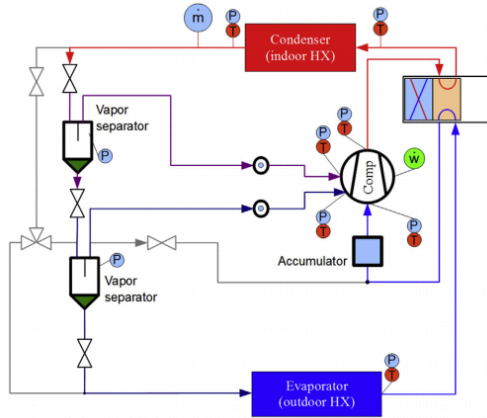 ṁ
P
T
Condenser
(indoor HX)
P
T
Vapor
separator
P
P
T
P
T
Comp
Ẇ
P
T
P
T
Accumulator
P
Vapor
separator
Evaporator
(outdoor HX)
P
T